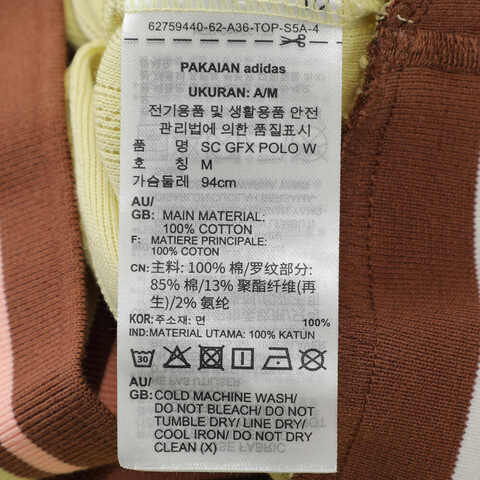 62759440-62-A36-TOP-S5A-4
PAKAIAN adidas
UKURAN: A/M
전기용품 및 생활용품 안전
관리법에 의한 품질표시
품 명 SC GFX POLO W
호 칭 M
가슴둘레 94cm
AU/
GB: MAIN MATERIAL:
100% COTTON
F: MATIERE PRINCIPALE:
100% COTON
CN: 主料: 100% 棉/罗纹部分:
85% 棉/13% 聚酯纤维(再
生)/2% 氨纶
KOR: 주소재: 면 100%
IND: MATERIAL UTAMA: 100% KATUN
30
AU/
GB: COLD MACHINE WASH/
DO NOT BLEACH/ DO NOT
TUMBLE DRY/ LINE DRY/
COOL IRON/ DO NOT DRY
CLEAN (X)